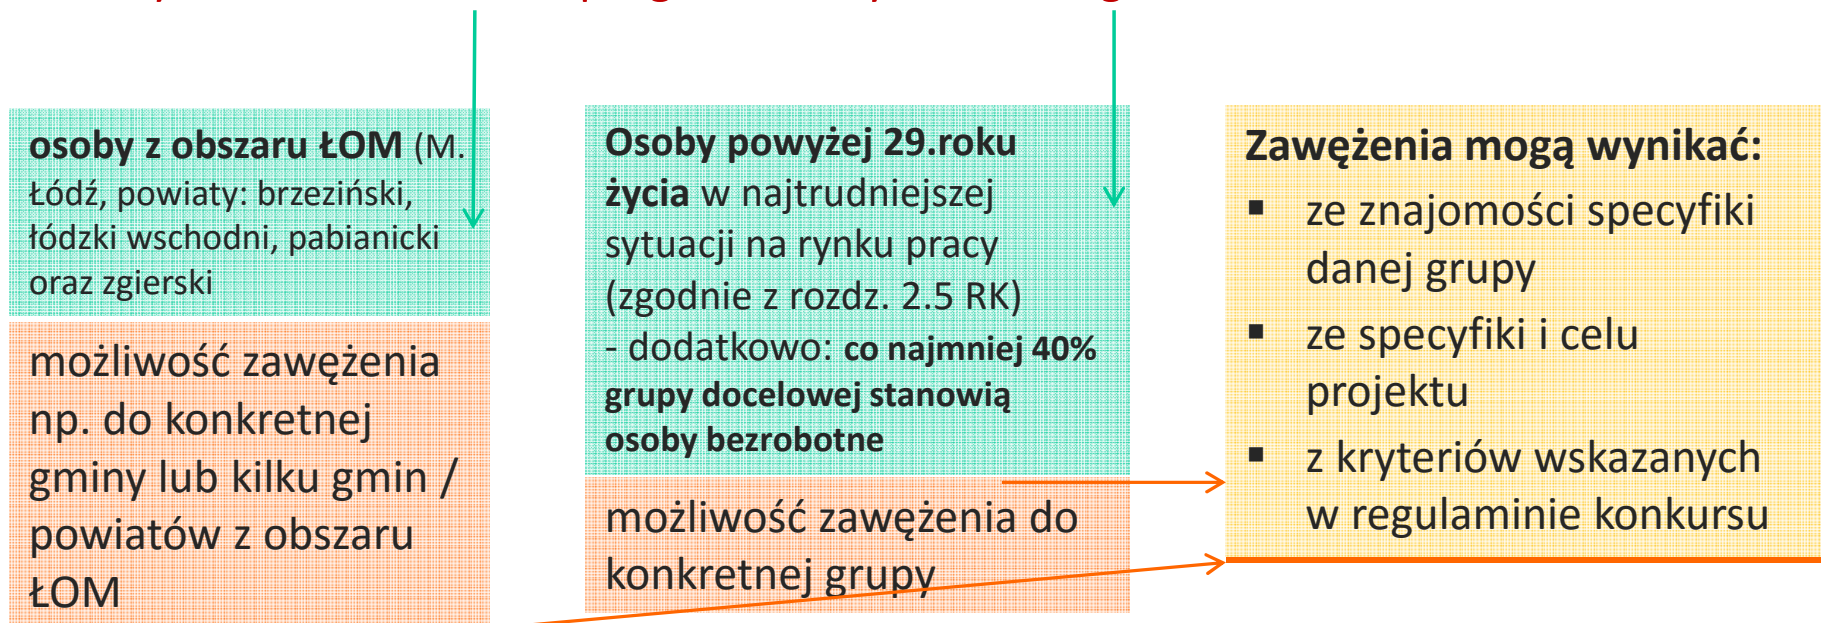 osoby z obszaru ŁOM (M.
Łódź, powiaty: brzeziński,
łódzki wschodni, pabianicki
oraz zgierski
możliwość zawężenia
np. do konkretnej
gminy lub kilku gmin /
powiatów z obszaru
ŁOM
Osoby powyżej 29.roku
życia w najtrudniejszej
sytuacji na rynku pracy
(zgodnie z rozdz. 2.5 RK)
- dodatkowo: co najmniej 40%
grupy docelowej stanowią
osoby bezrobotne
możliwość zawężenia do
konkretnej grupy
Zawężenia mogą wynikać:
▪ ze znajomości specyfiki
danej grupy
▪ ze specyfiki i celu
projektu
▪ z kryteriów wskazanych
w regulaminie konkursu